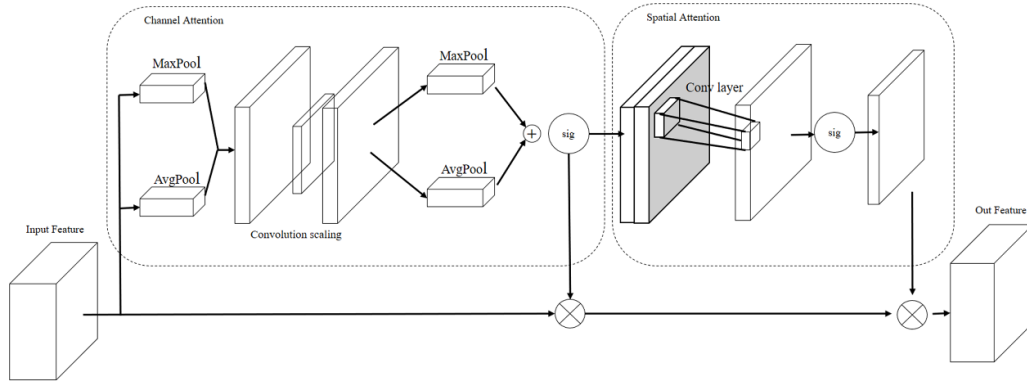 Channel Attention
Spatial Attention
MaxPool
MaxPool
Conv layer
sig
sig
+
AvgPool
AvgPool
Convolution scaling
Input Feature
Out Feature